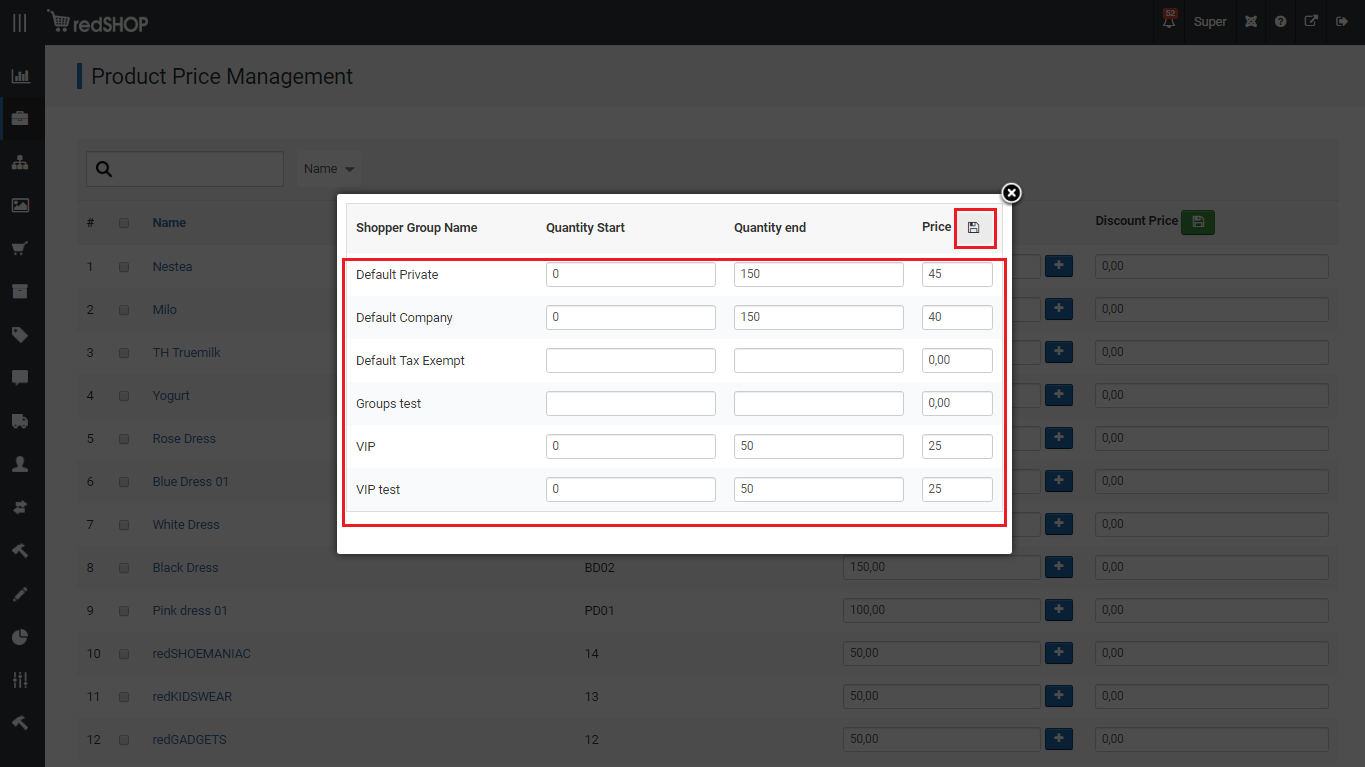 redSHOP
52
Super
Product Price Management
Name
# Name Discount Price
Shopper Group Name Quantity Start Quantity end Price
Default Private 0 150 45
Default Company 0 150 40
Default Tax Exempt 0,00
Groups test 0,00
VIP 0 50 25
VIP test 0 50 25
1 Nestea 0,00
2 Milo 0,00
3 TH Truemilk 0,00
4 Yogurt 0,00
5 Rose Dress 0,00
6 Blue Dress 01 0,00
7 White Dress 0,00
8 Black Dress BD02 150,00 0,00
9 Pink dress 01 PD01 100,00 0,00
10 redSHOEMANIAC 14 50,00 0,00
11 redKIDSWEAR 13 50,00 0,00
12 redGADGETS 12 50,00 0,00